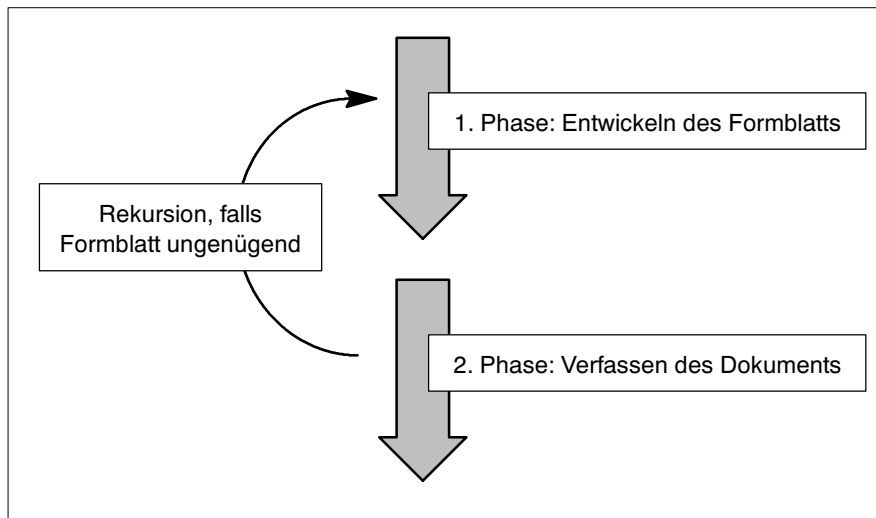 1. Phase: Entwickeln des Formblatts
Rekursion, falls
Formblatt ungenügend
2. Phase: Verfassen des Dokuments